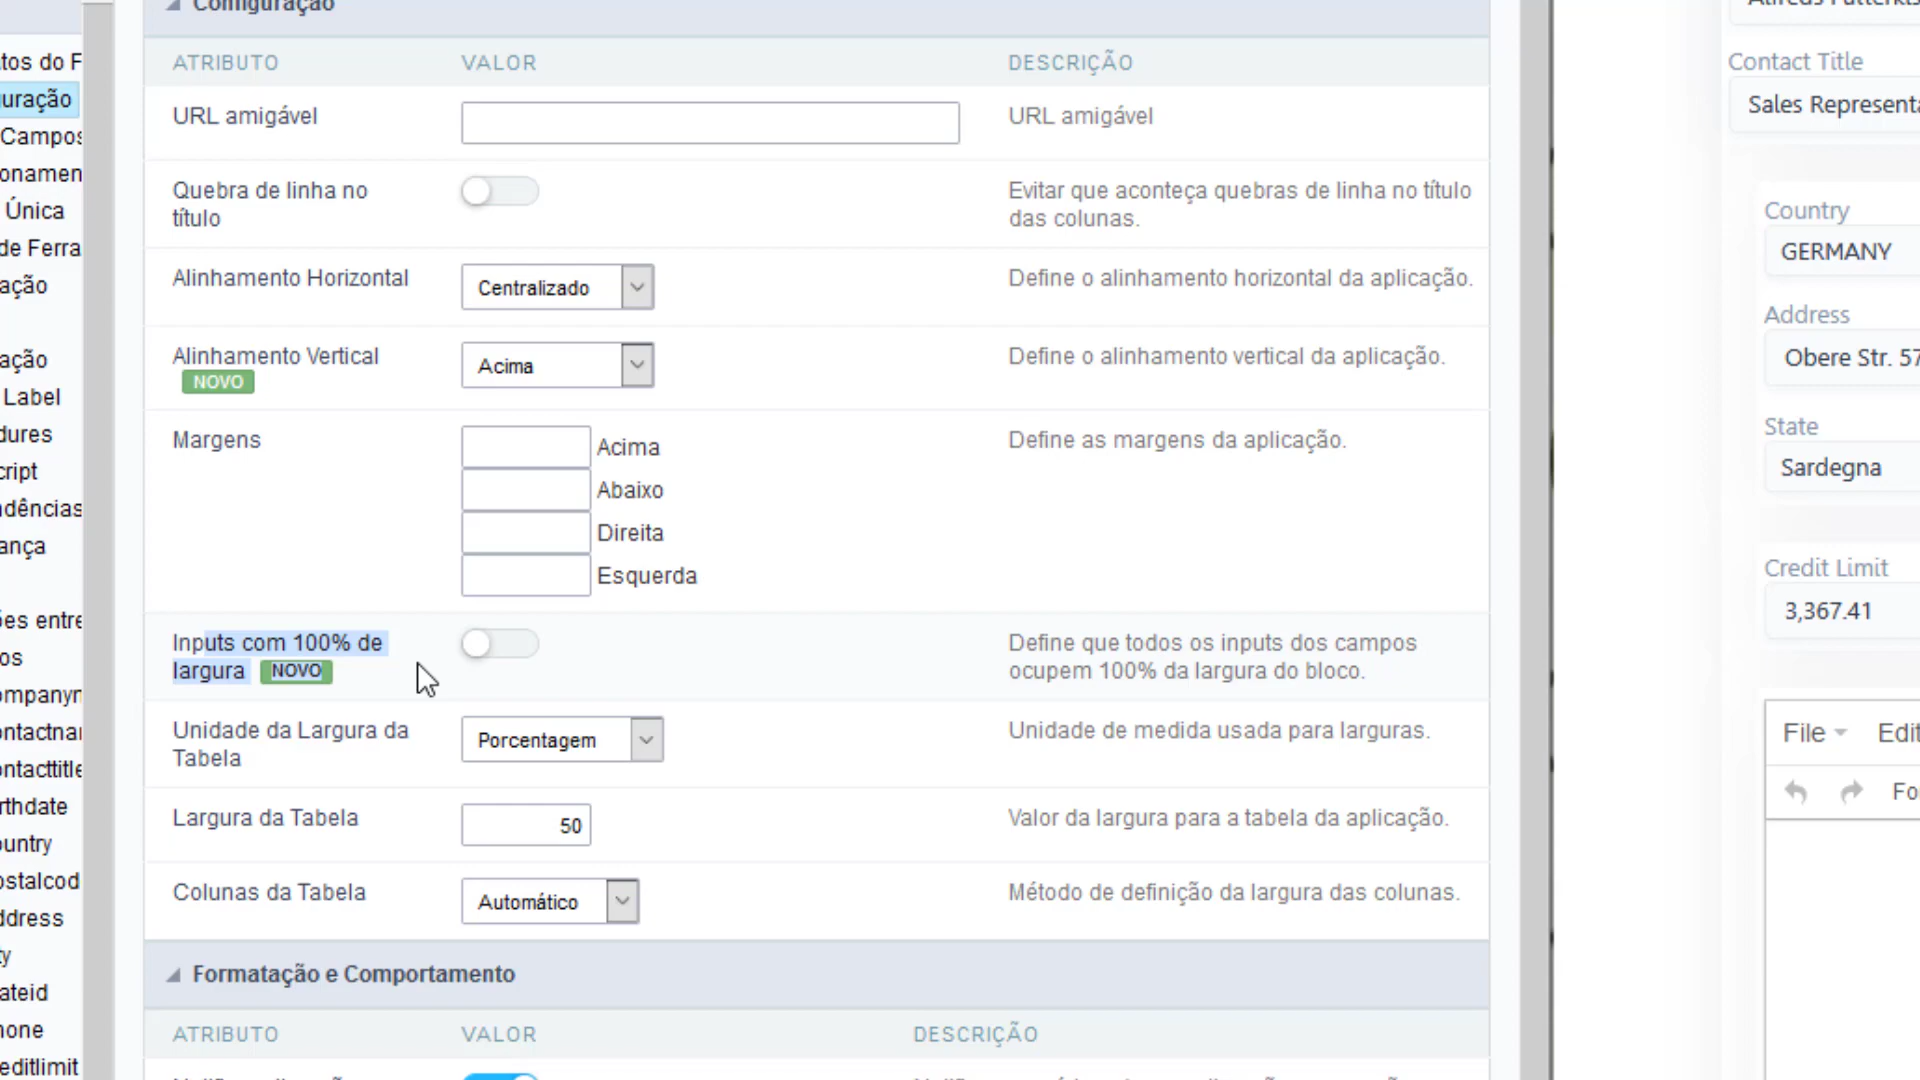 Configuração
ATRIBUTO VALOR DESCRIÇÃO
URL amigável URL amigável
Quebra de linha no título Evitar que aconteça quebras de linha no título das colunas.
Alinhamento Horizontal Centralizado Define o alinhamento horizontal da aplicação.
Alinhamento Vertical NOVO Acima Define o alinhamento vertical da aplicação.
Margens Acima Define as margens da aplicação.
Abaixo
Direita
Esquerda
Inputs com 100% de largura NOVO Define que todos os inputs dos campos ocupem 100% da largura do bloco.
Unidade da Largura da Tabela Porcentagem Unidade de medida usada para larguras.
Largura da Tabela 50 Valor da largura para a tabela da aplicação.
Colunas da Tabela Automático Método de definição da largura das colunas.
Formatação e Comportamento
ATRIBUTO VALOR DESCRIÇÃO
tos do F
uração
Campos
onamen
Única
de Ferra
ação
ação
Label
dures
cript
dências
ança
ões entre
os
ompanyn
ontactnar
ontacttitle
rthdate
ountry
ostalcod
ddress
ty
ateid
hone
editlimit
Contact Title
Sales Representa
Country
GERMANY
Address
Obere Str. 57
State
Sardegna
Credit Limit
3,367.41
File Edit
Fo